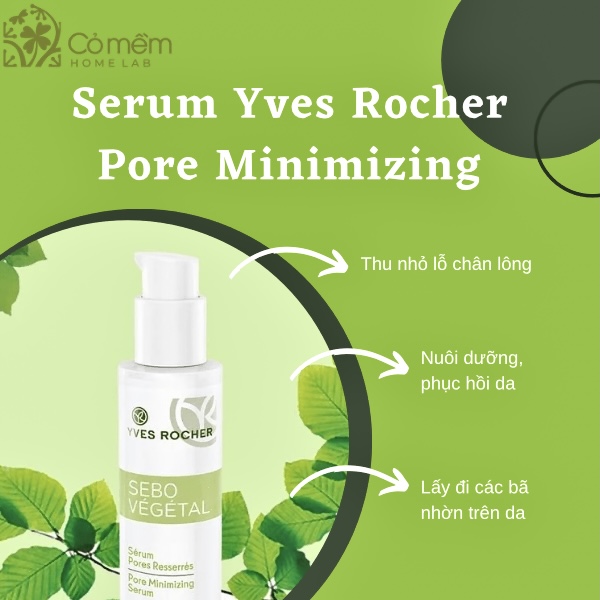 Cỏ mềm
HOME LAB
Serum Yves Rocher
Pore Minimizing
Thu nhỏ lỗ chân lông
Nuôi dưỡng,
phục hồi da
Lấy đi các bã
nhờn trên da
YVES ROCHER
SEBO
VÉGÉTAL
Sérum
Pores Resserrés
Pore Minimizing
Serum